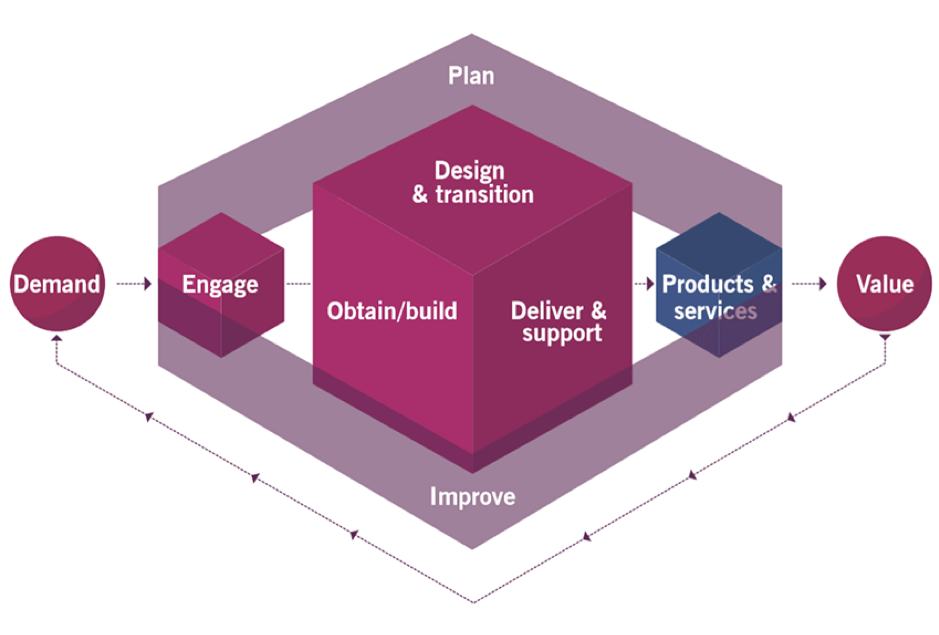 Plan
Design
& transition
Demand
Engage
Obtain/build
Deliver &
support
Products &
services
Value
Improve